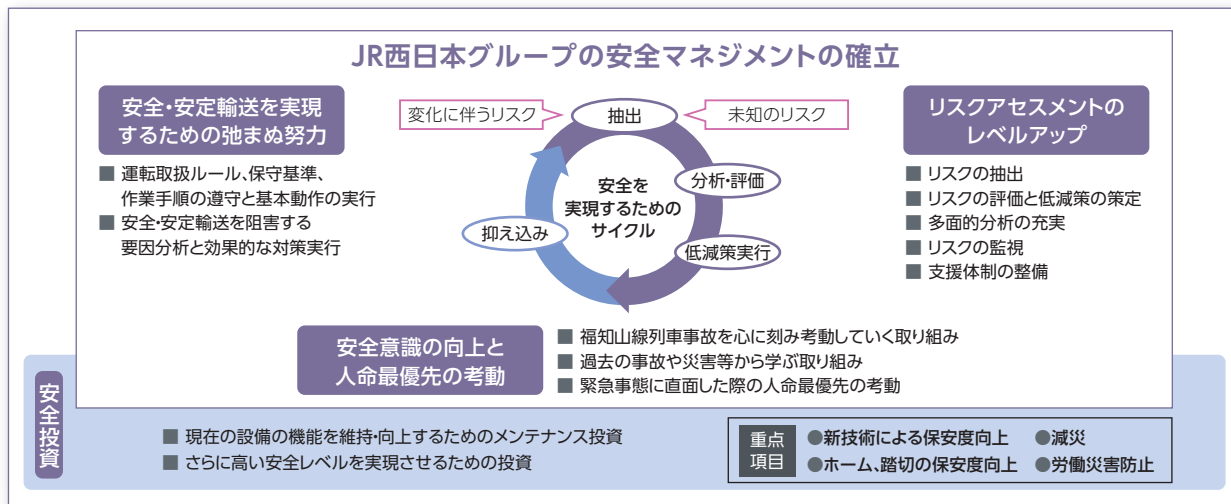 JR西日本グループの安全マネジメントの確立
安全・安定輸送を実現
するための弛まぬ努力
■ 運転取扱ルール、保守基準、
作業手順の遵守と基本動作の実行
■ 安全・安定輸送を阻害する
要因分析と効果的な対策実行
変化に伴うリスク
抽出
未知のリスク
分析・評価
安全を
実現するための
サイクル
抑え込み
低減策実行
リスクアセスメントの
レベルアップ
■ リスクの抽出
■ リスクの評価と低減策の策定
■ 多面的分析の充実
■ リスクの監視
■ 支援体制の整備
安全意識の向上と
人命最優先の考動
■ 福知山線列車事故を心に刻み考動していく取り組み
■ 過去の事故や災害等から学ぶ取り組み
■ 緊急事態に直面した際の人命最優先の考動
安全投資
■ 現在の設備の機能を維持・向上するためのメンテナンス投資
■ さらに高い安全レベルを実現させるための投資
重点
項目
●新技術による保安度向上 ●減災
●ホーム、踏切の保安度向上 ●労働災害防止